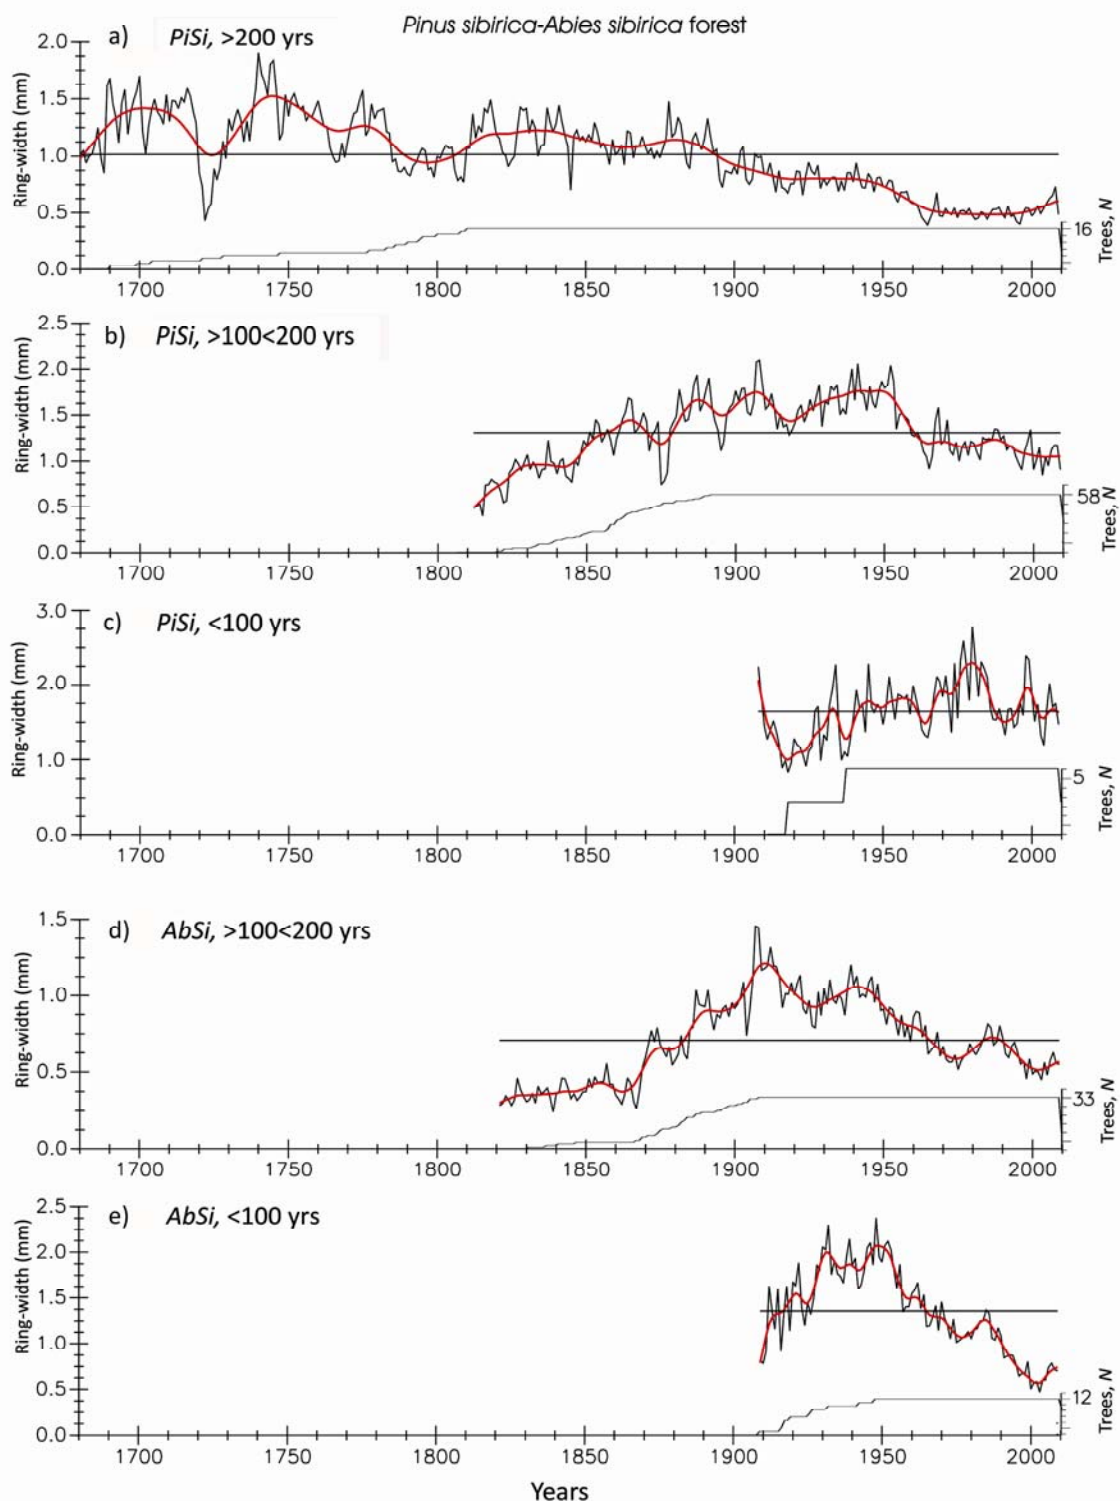 Pinus sibirica-Abies sibirica forest
a) PiSi, >200 yrs
Ring-width (mm)
2.0
1.5
1.0
0.5
0.0
16
Trees, N
1700 1750 1800 1850 1900 1950 2000
b) PiSi, >100<200 yrs
Ring-width (mm)
2.5
2.0
1.5
1.0
0.5
0.0
58
Trees, N
1700 1750 1800 1850 1900 1950 2000
c) PiSi, <100 yrs
Ring-width (mm)
3.0
2.0
1.0
0.0
5
Trees, N
1700 1750 1800 1850 1900 1950 2000
d) AbSi, >100<200 yrs
Ring-width (mm)
1.5
1.0
0.5
0.0
33
Trees, N
1700 1750 1800 1850 1900 1950 2000
e) AbSi, <100 yrs
Ring-width (mm)
2.5
2.0
1.5
1.0
0.5
0.0
12
Trees, N
1700 1750 1800 1850 1900 1950 2000
Years